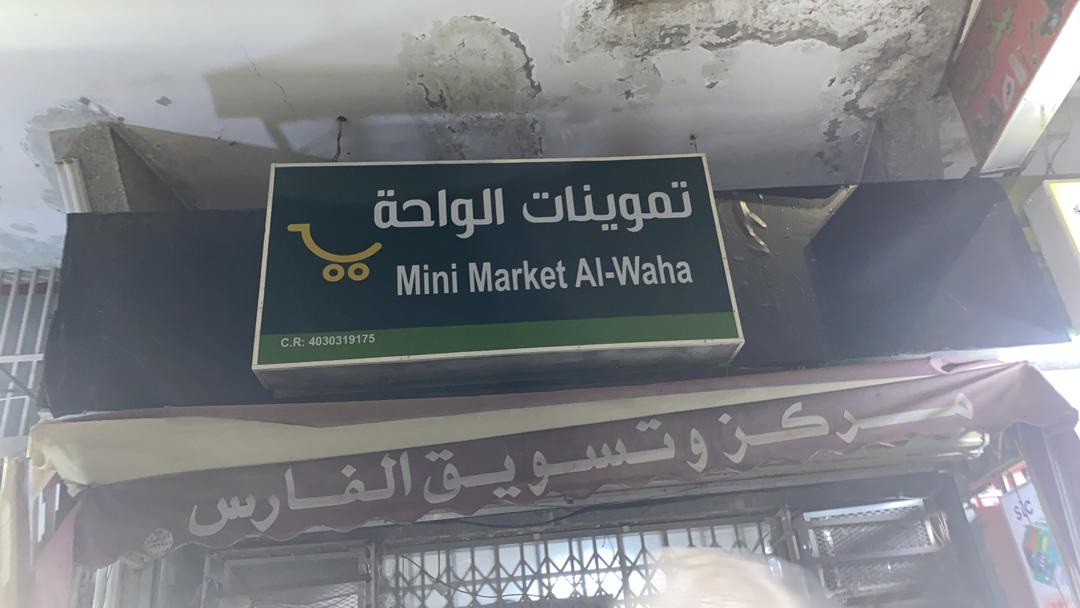 تموينات الواحة
Mini Market Al-Waha
C.R: 4030319175
مركز وتسويق الفارس